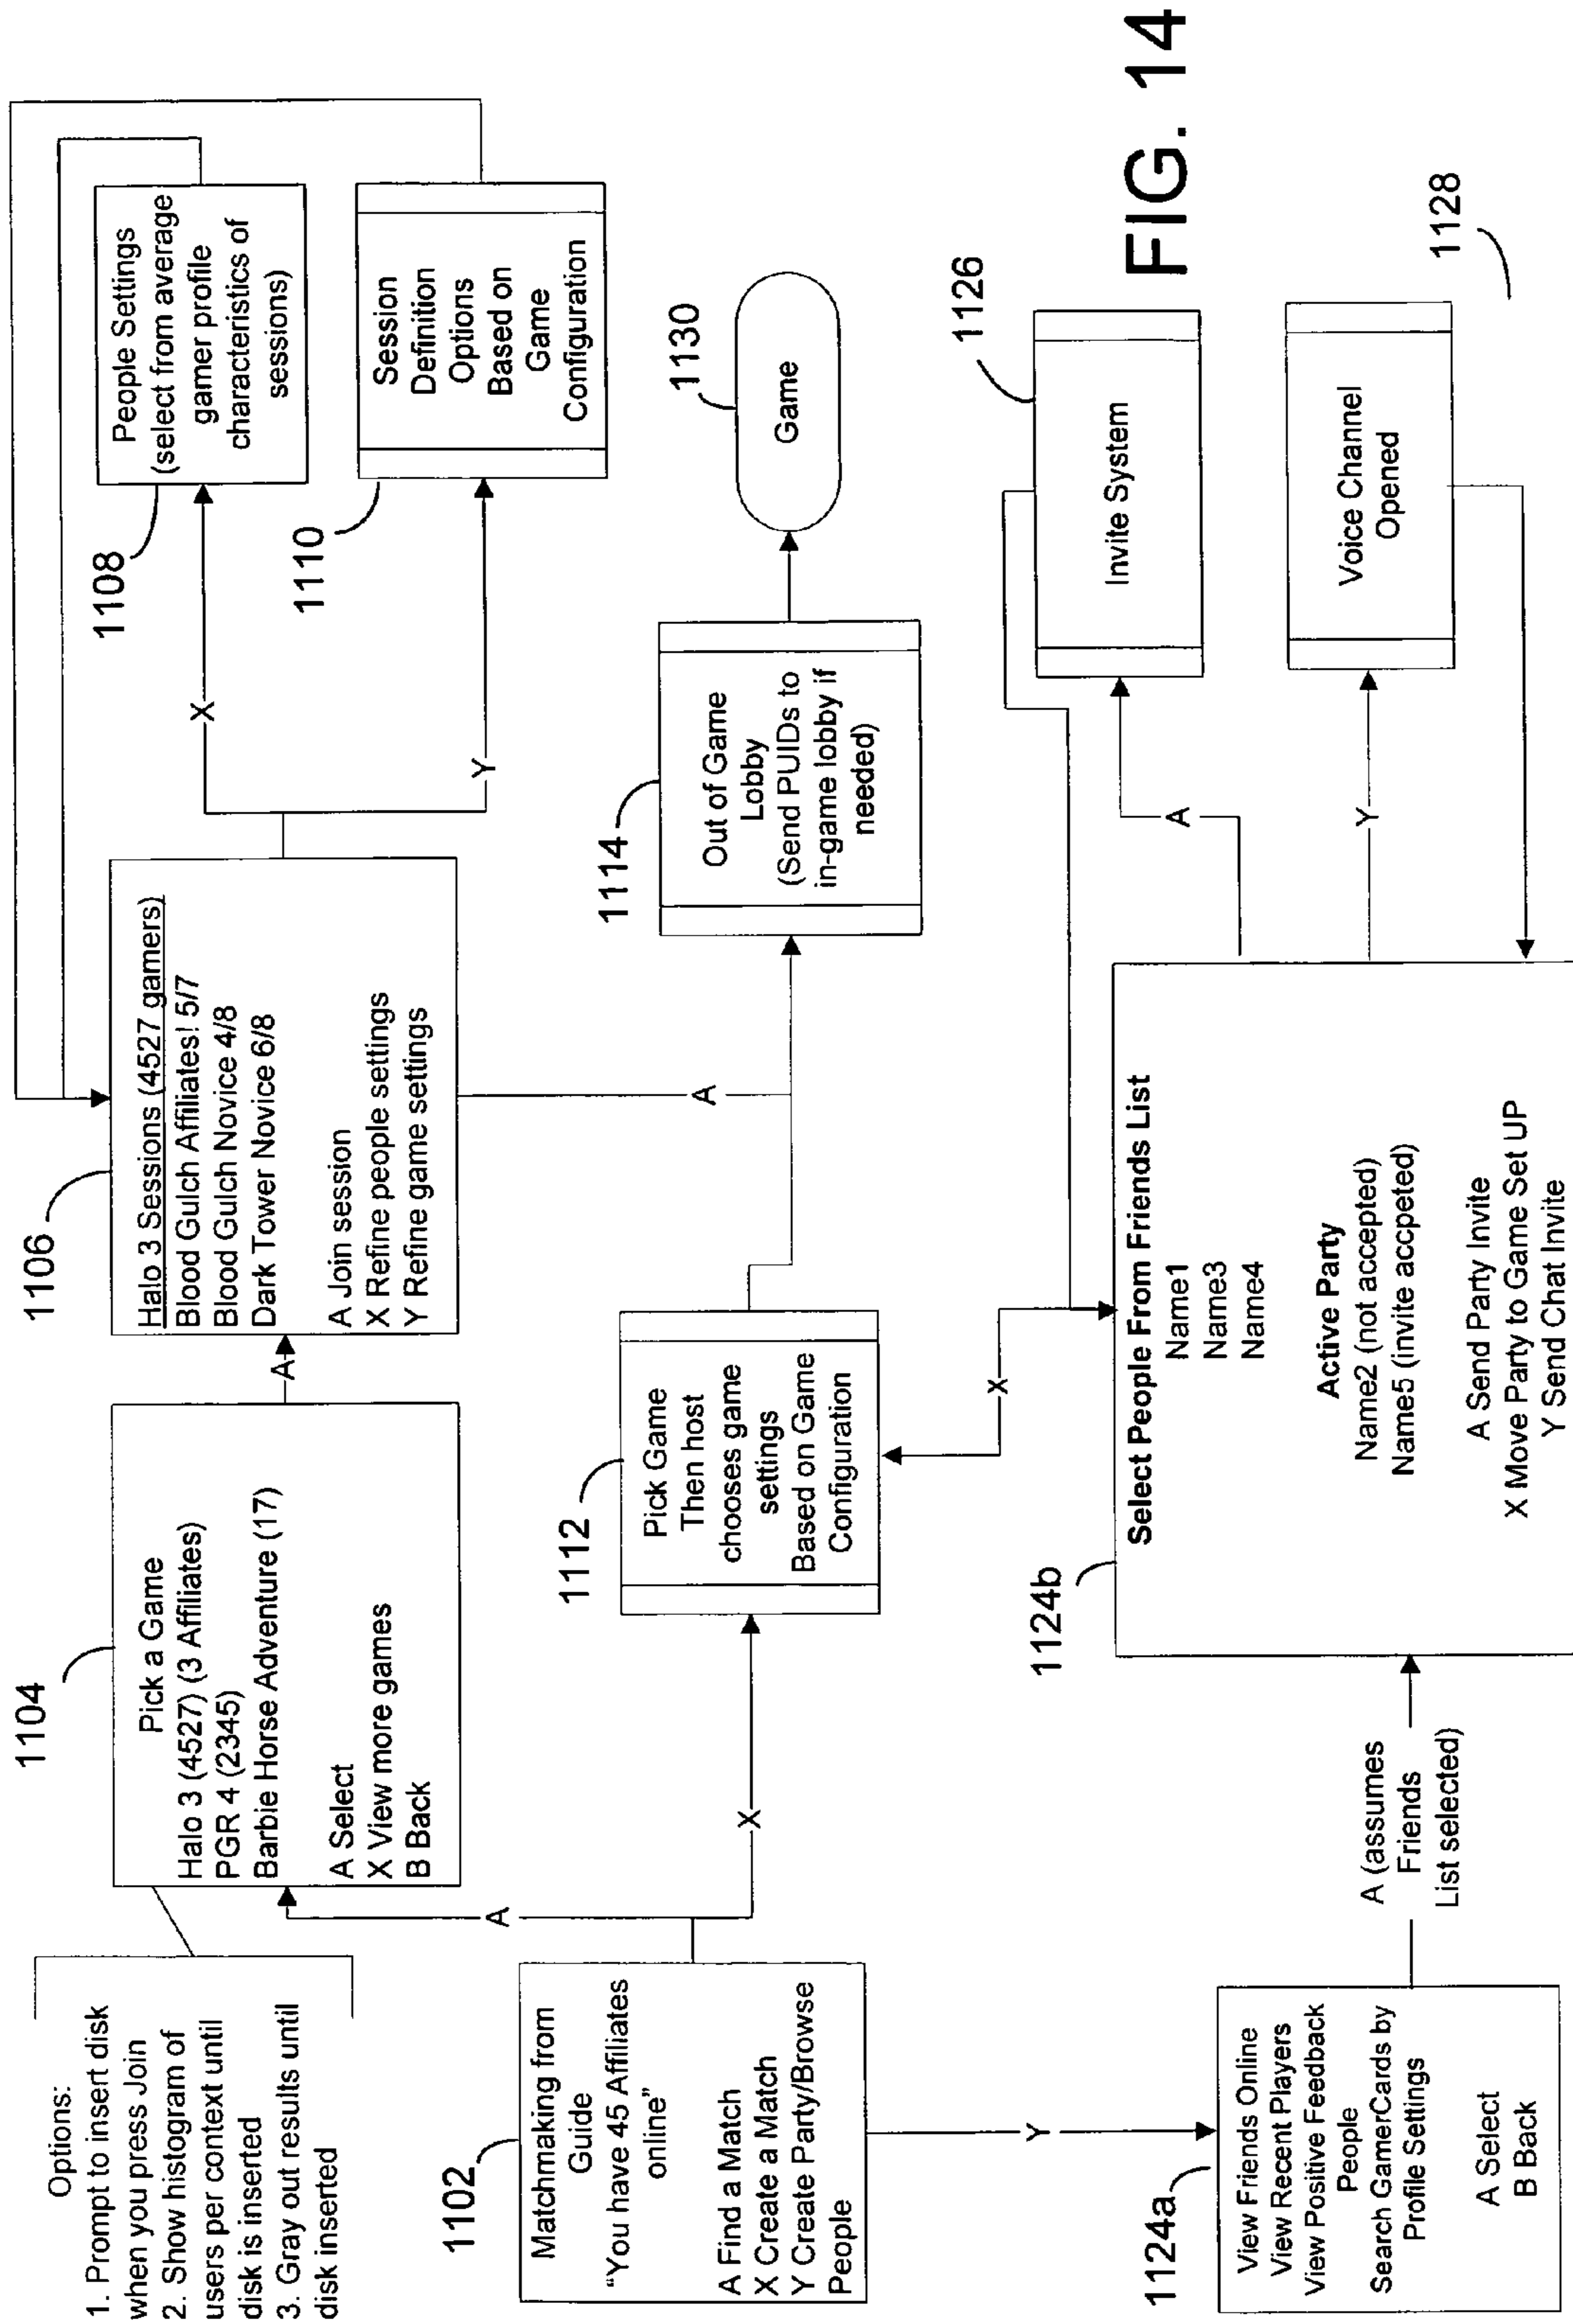 Options:
1. Prompt to insert disk
when you press Join
2. Show histogram of
users per context until
disk is inserted
3. Gray out results until
disk inserted
1104
Pick a Game
Halo 3 (4527) (3 Affiliates)
PGR 4 (2345)
Barbie Horse Adventure (17)
A Select
X View more games
B Back
A
1106
Halo 3 Sessions (4527 gamers)
Blood Gulch Affiliates! 5/7
Blood Gulch Novice 4/8
Dark Tower Novice 6/8
A Join session
X Refine people settings
Y Refine game settings
X
Y
1108
People Settings
(select from average
gamer profile
characteristics of
sessions)
1110
Session
Definition
Options
Based on
Game
Configuration
1102
Matchmaking from
Guide
"You have 45 Affiliates
online"
A Find a Match
X Create a Match
Y Create Party/Browse
People
A
X
Y
1112
Pick Game
Then host
chooses game
settings
Based on Game
Configuration
A
1114
Out of Game
Lobby
(Send PUIDs to
in-game lobby if
needed)
1130
Game
1124a
View Friends Online
View Recent Players
View Positive Feedback
People
Search GamerCards by
Profile Settings
A Select
B Back
A (assumes
Friends
List selected)
X
1124b
Select People From Friends List
Name1
Name3
Name4
Active Party
Name2 (not accepted)
Name5 (invite accpeted)
A Send Party Invite
X Move Party to Game Set UP
Y Send Chat Invite
A
Y
1126
Invite System
Voice Channel
Opened
1128
FIG. 14